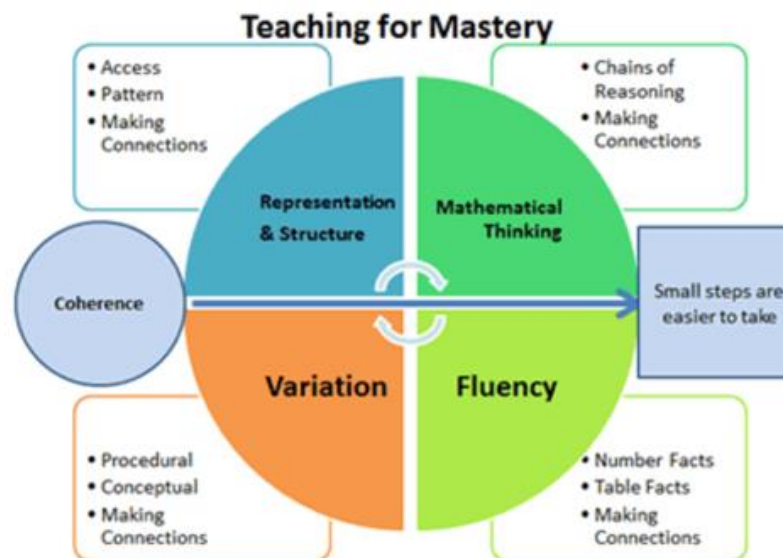 Teaching for Mastery
• Access
• Pattern
• Making
Connections
• Chains of
Reasoning
• Making
Connections
Representation
& Structure
Mathematical
Thinking
Coherence
Small steps are
easier to take
Variation
Fluency
• Procedural
• Conceptual
• Making
Connections
• Number Facts
• Table Facts
• Making
Connections